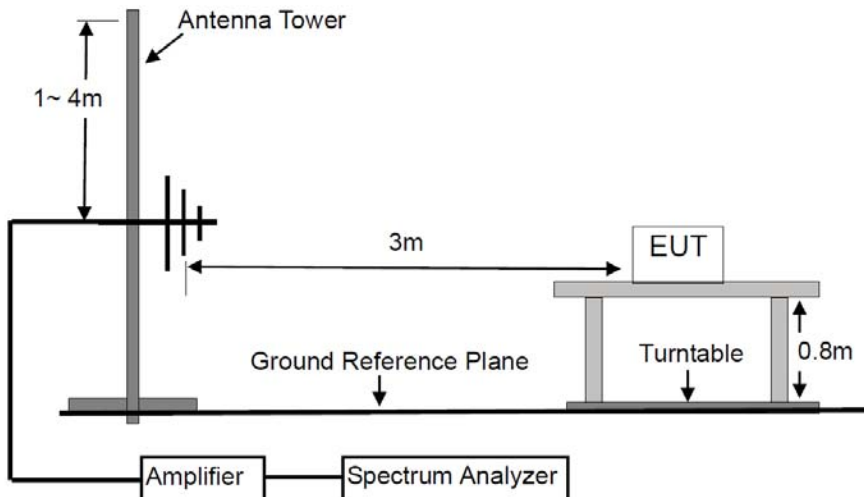 Antenna Tower
1~ 4m
3m
EUT
Ground Reference Plane
Turntable
0.8m
Amplifier
Spectrum Analyzer